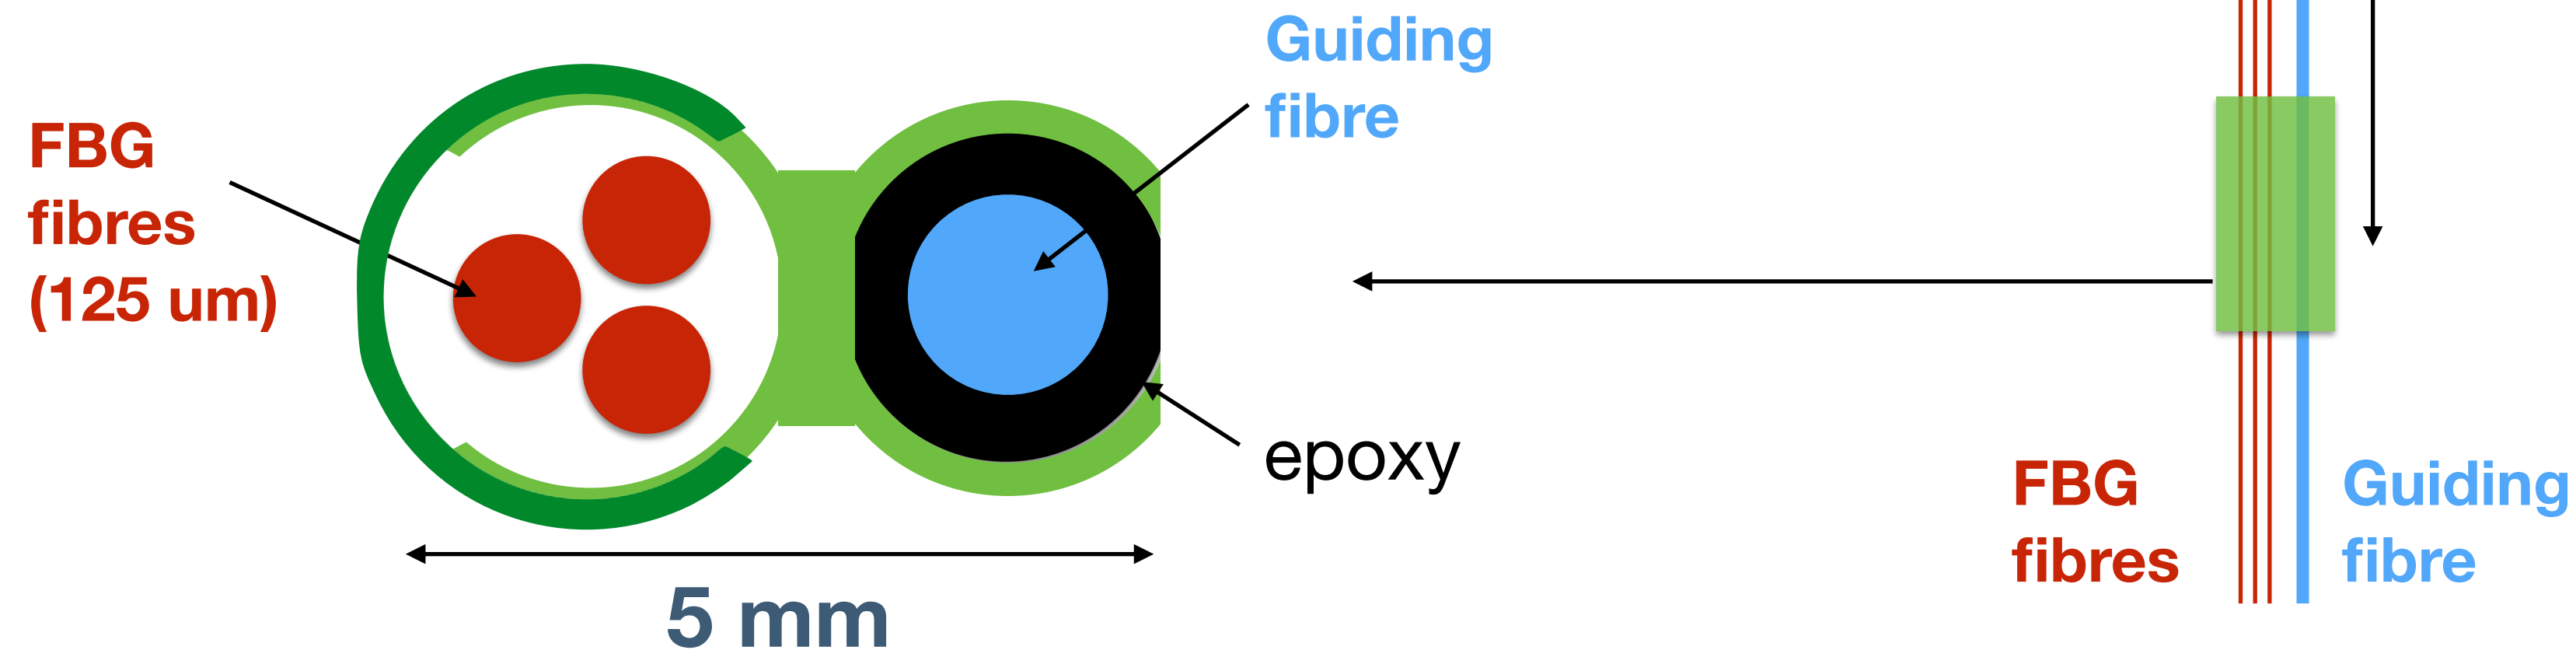 Guiding
fibre
FBG
fibres
(125 um)
epoxy
5 mm
FBG
fibres
Guiding
fibre